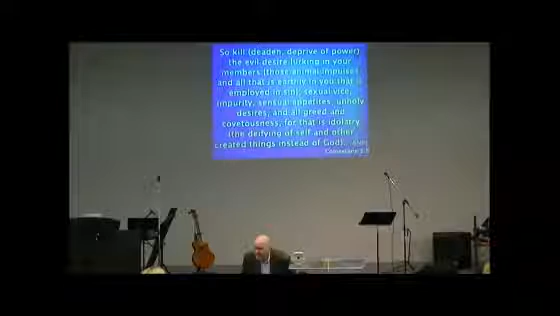 So kill (deaden, deprive of power)
the evil desire lurking in your
members [those animal impulses
and all that is earthly in you that is
employed in sin]: sexual vice,
impurity, sensual appetites, unholy
desires, and all greed and
covetousness, for that is idolatry
(the deifying of self and other
created things instead of God).
Colossians 3:5